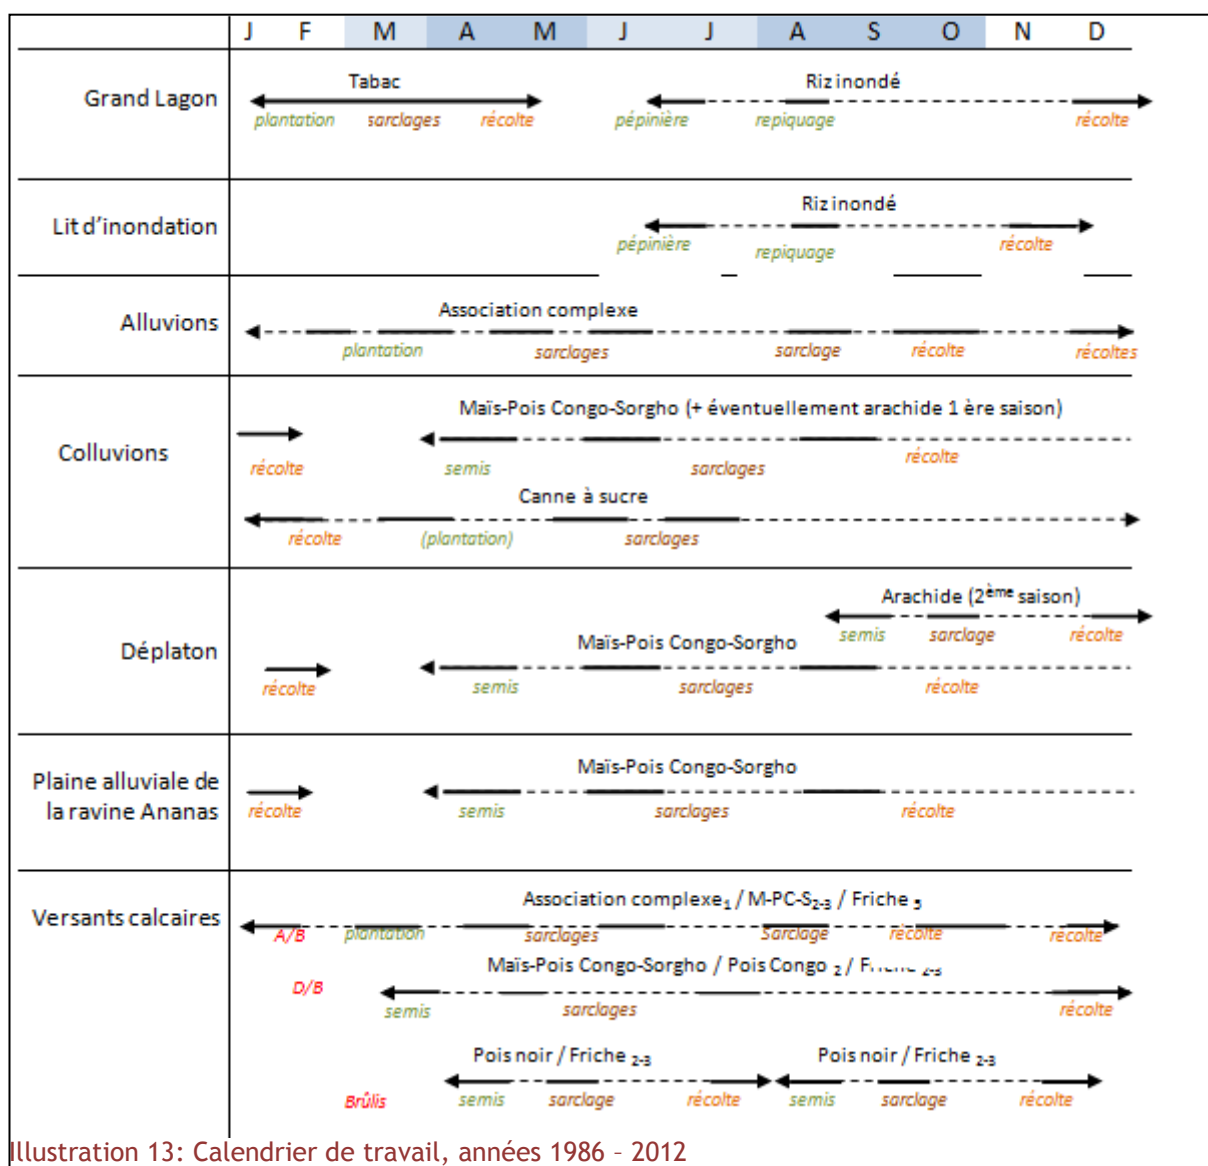 J F M A M J J A S O N D
Tabac Riz inondé
Grand Lagon
plantation sarclages récolte pépinière repiquage récolte
Riz inondé
Lit d'inondation
pépinière repiquage récolte
Association complexe
Alluvions
plantation sarclages sarclage récolte récoltes
Maïs-Pois Congo-Sorgho (+ éventuellement arachide 1 ère saison)
Colluvions
récolte semis sarclages récolte
Canne à sucre
récolte (plantation) sarclages
Arachide (2ème saison)
semis sarclage récolte
Déplaton
Maïs-Pois Congo-Sorgho
récolte semis sarclages récolte
Maïs-Pois Congo-Sorgho
Plaine alluviale de
la ravine Ananas
récolte semis sarclages récolte
Association complexe1 / M-PC-S2-3 / Friche 5
Versants calcaires
A/B plantation sarclages Sarclage récolte récolte
Maïs-Pois Congo-Sorgho / Pois Congo 2 /
D/B
semis sarclages récolte
Pois noir / Friche 2-3 Pois noir / Friche 2-3
Brûlis semis sarclage récolte semis sarclage récolte
Illustration 13: Calendrier de travail, années 1986 – 2012